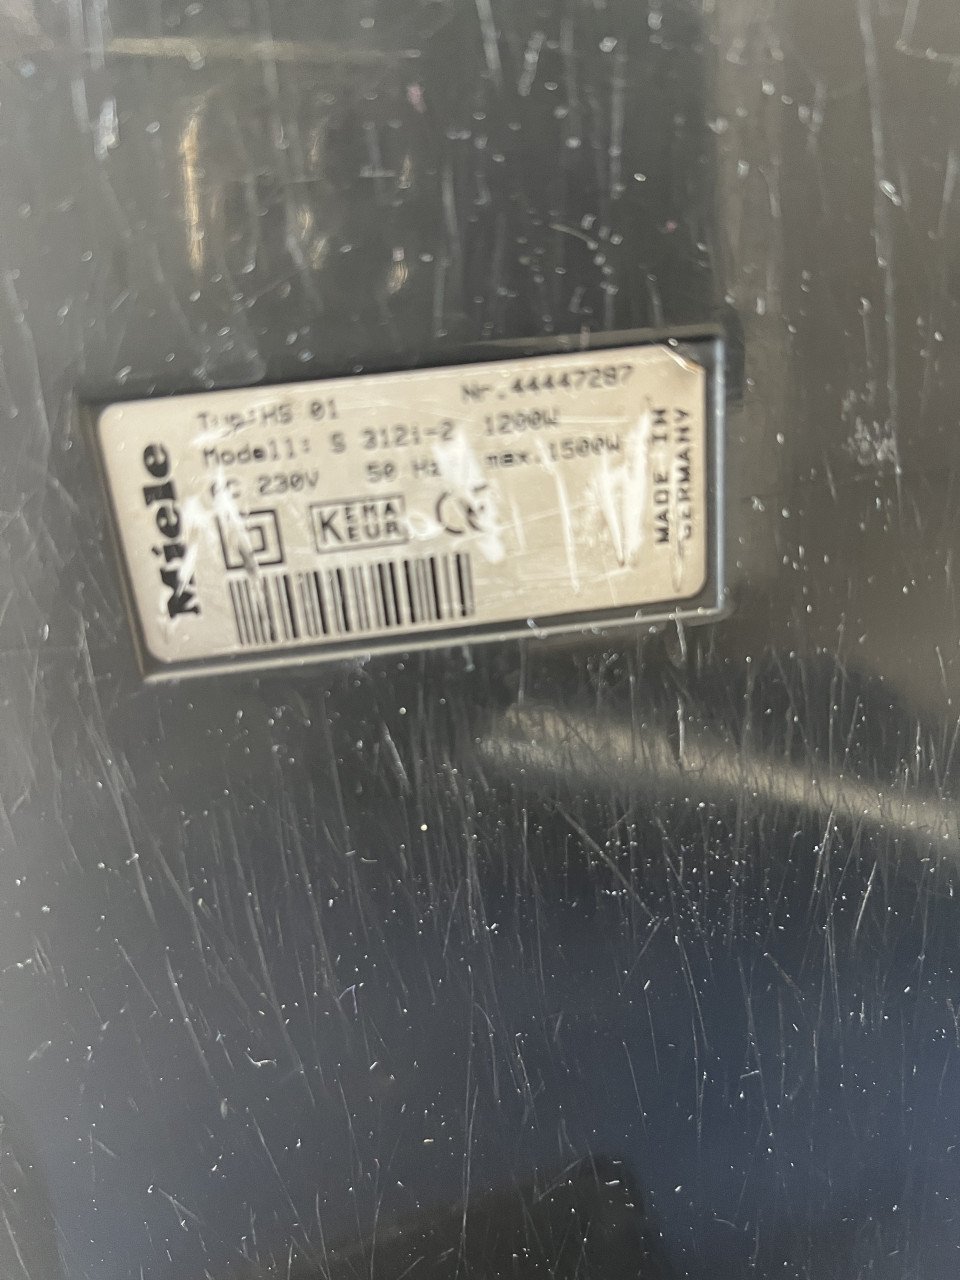 Miele
Typ:HS 01
Nr.44447287
Modell: S 312i-2 1200W
AC 230V 50 Hz max.1500W
KEMA
KEUR
CE
MADE IN
GERMANY